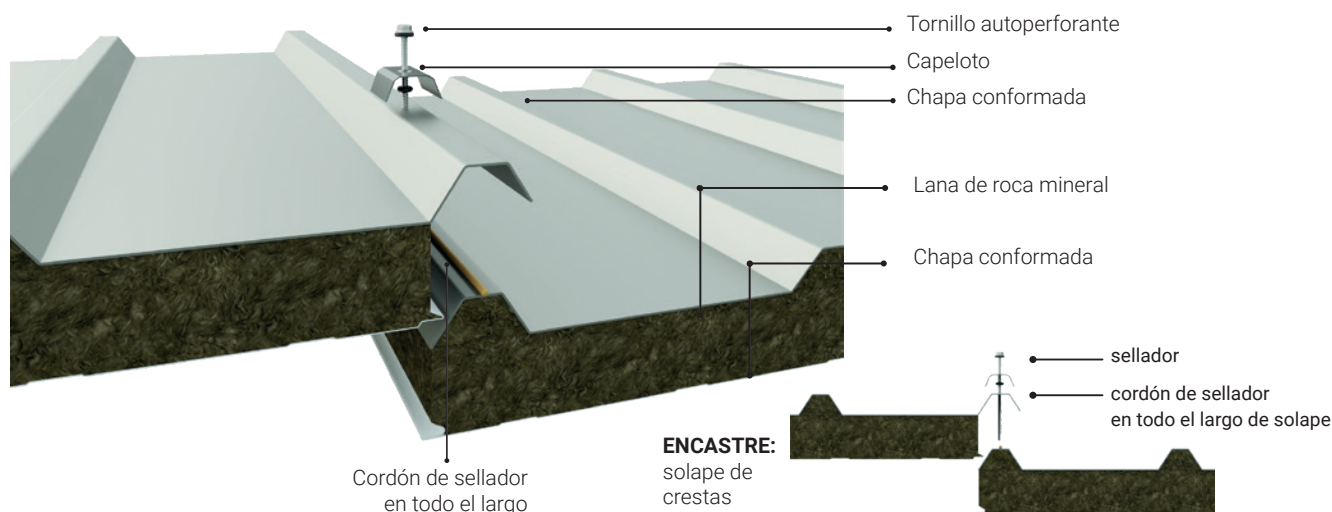 Tornillo autoperforante
Capeloto
Chapa conformada
Lana de roca mineral
Chapa conformada
sellador
cordón de sellador
en todo el largo de solape
ENCASTRE:
solape de
crestas
Cordón de sellador
en todo el largo